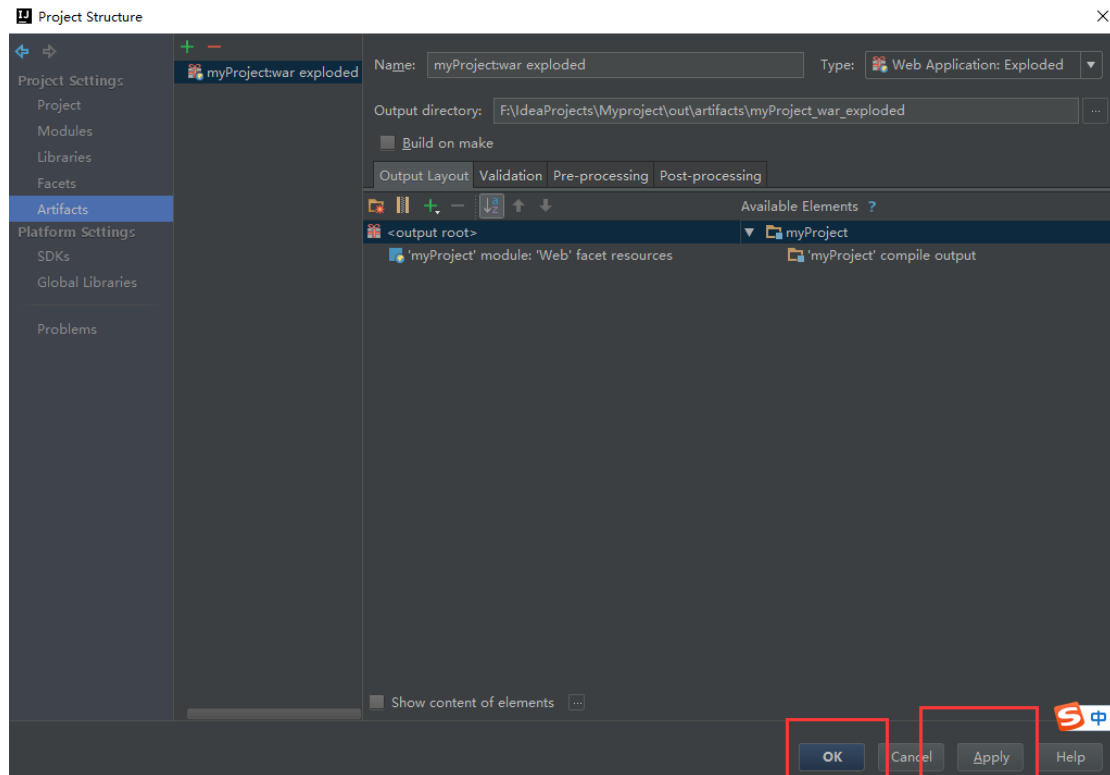 Project Structure
Project Settings
Project
Modules
Libraries
Facets
Artifacts
Platform Settings
SDKs
Global Libraries
Problems
myProject:war exploded
Name: myProject:war exploded Type: Web Application: Exploded
Output directory: F:\IdeaProjects\Myproject\out\artifacts\myProject_war_exploded ...
Build on make
Output Layout Validation Pre-processing Post-processing
Available Elements ?
<output root> myProject
'myProject' module: 'Web' facet resources 'myProject' compile output
Show content of elements ...
中
OK Cancel Apply Help